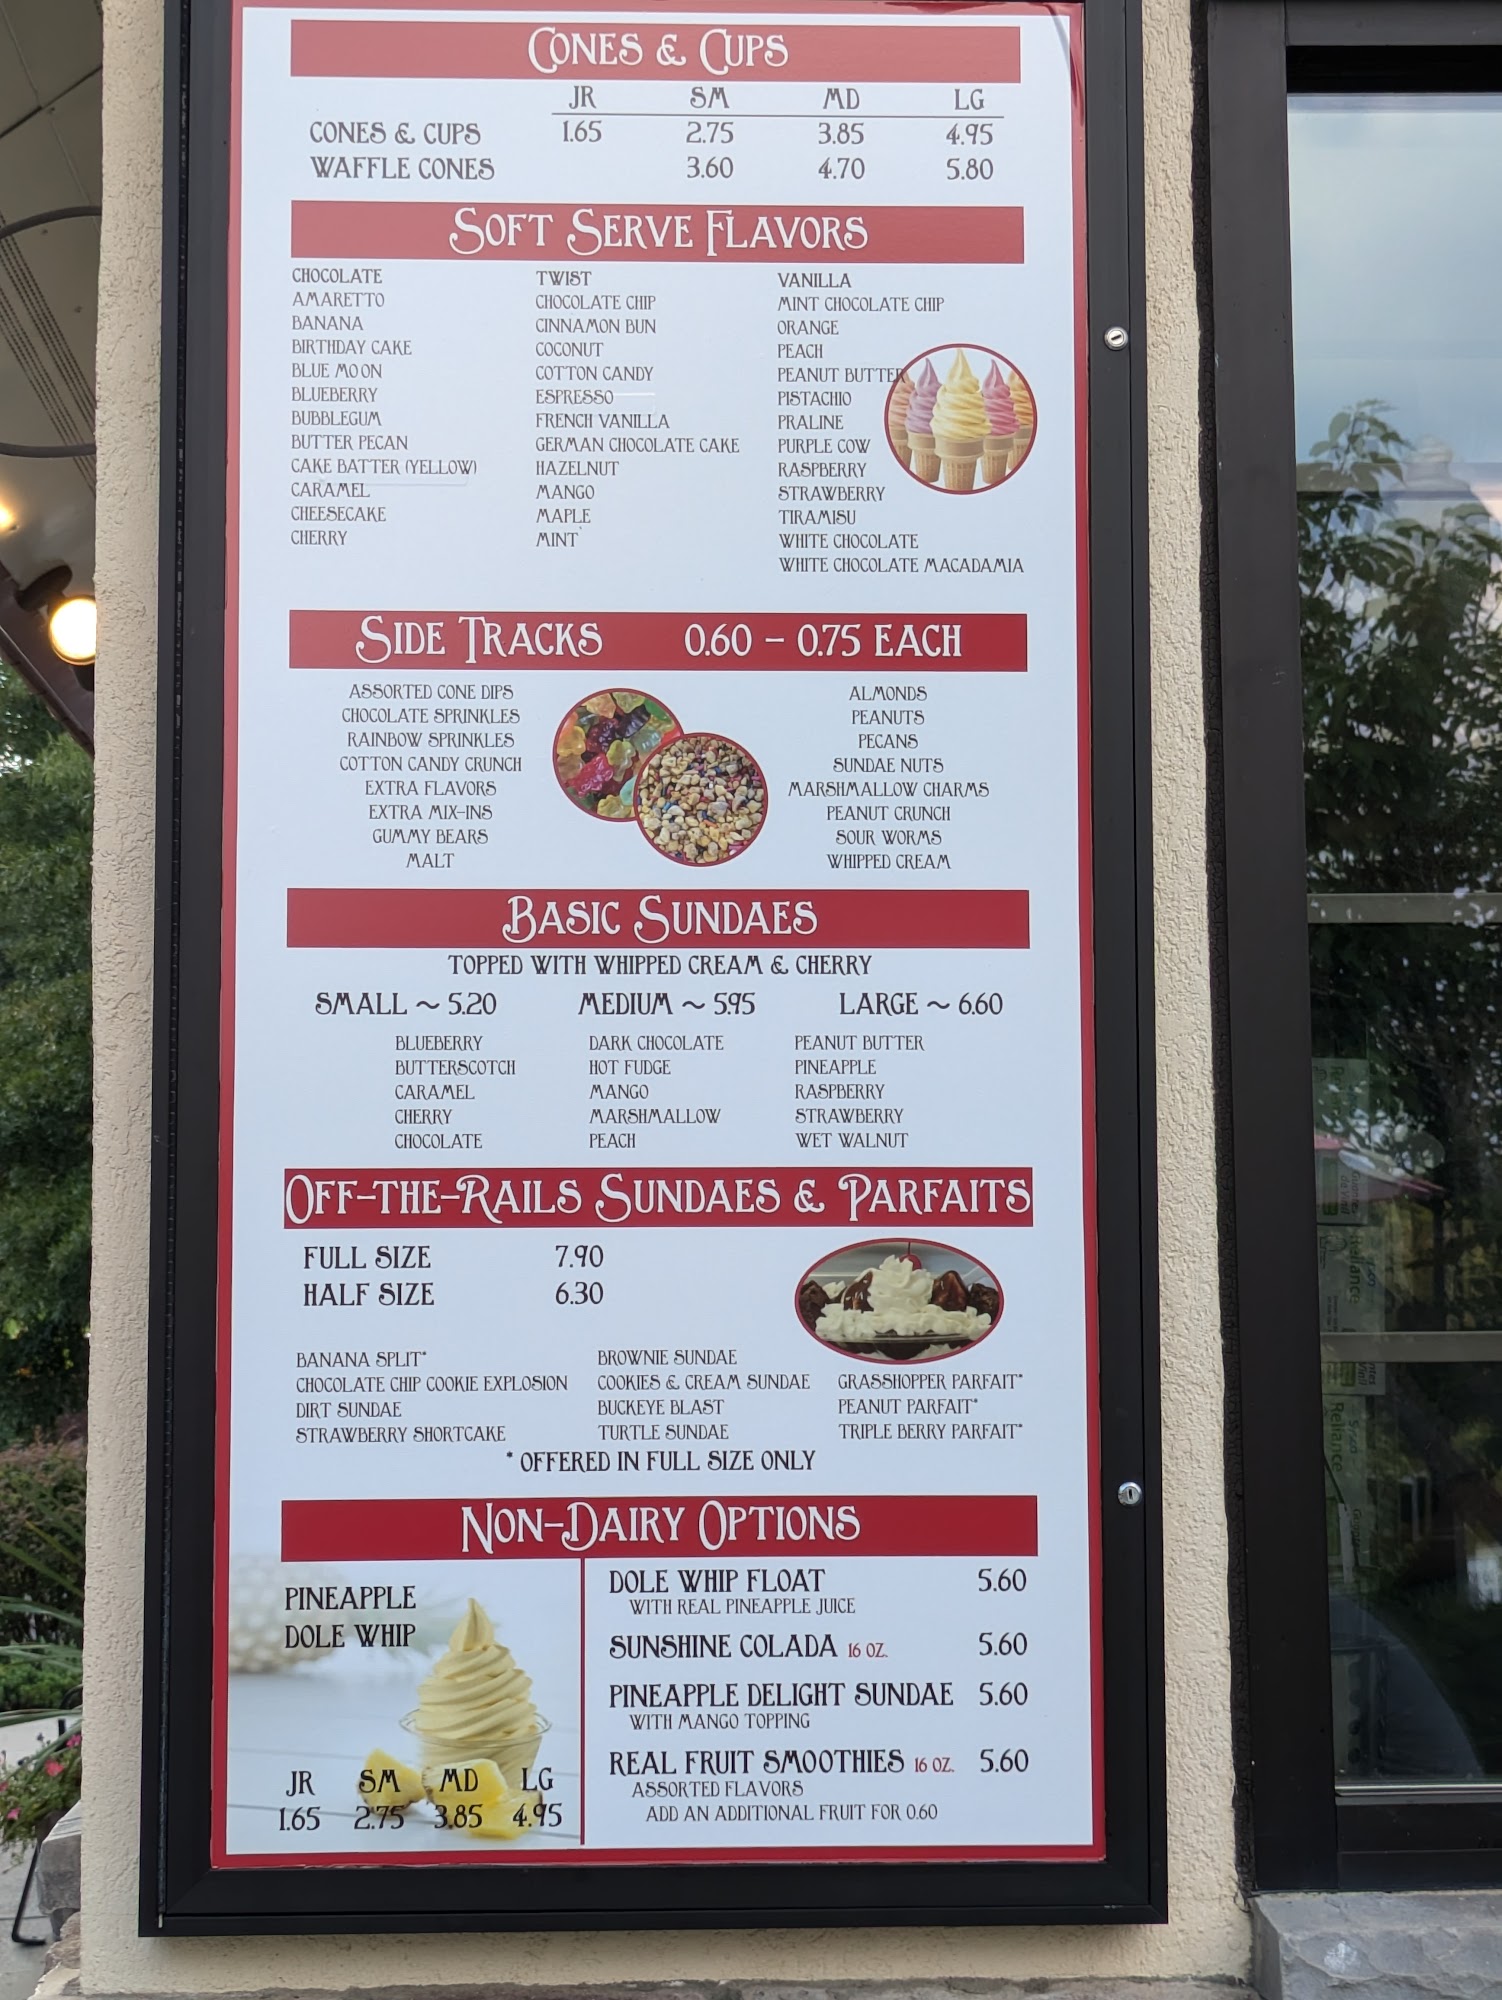 CONES & CUPS
JR SM MD LG
CONES & CUPS 1.65 2.75 3.85 4.95
WAFFLE CONES 3.60 4.70 5.80
SOFT SERVE FLAVORS
CHOCOLATE
AMARETTO
BANANA
BIRTHDAY CAKE
BLUE MOON
BLUEBERRY
BUBBLEGUM
BUTTER PECAN
CAKE BATTER (YELLOW)
CARAMEL
CHEESECAKE
CHERRY
TWIST
CHOCOLATE CHIP
CINNAMON BUN
COCONUT
COTTON CANDY
ESPRESSO
FRENCH VANILLA
GERMAN CHOCOLATE CAKE
HAZELNUT
MANGO
MAPLE
MINT
VANILLA
MINT CHOCOLATE CHIP
ORANGE
PEACH
PEANUT BUTTER
PISTACHIO
PRALINE
PURPLE COW
RASPBERRY
STRAWBERRY
TIRAMISU
WHITE CHOCOLATE
WHITE CHOCOLATE MACADAMIA
SIDE TRACKS 0.60 – 0.75 EACH
ASSORTED CONE DIPS
CHOCOLATE SPRINKLES
RAINBOW SPRINKLES
COTTON CANDY CRUNCH
EXTRA FLAVORS
EXTRA MIX-INS
GUMMY BEARS
MALT
ALMONDS
PEANUTS
PECANS
SUNDAE NUTS
MARSHMALLOW CHARMS
PEANUT CRUNCH
SOUR WORMS
WHIPPED CREAM
BASIC SUNDAES
TOPPED WITH WHIPPED CREAM & CHERRY
SMALL ~ 5.20 MEDIUM ~ 5.95 LARGE ~ 6.60
BLUEBERRY
BUTTERSCOTCH
CARAMEL
CHERRY
CHOCOLATE
DARK CHOCOLATE
HOT FUDGE
MANGO
MARSHMALLOW
PEACH
PEANUT BUTTER
PINEAPPLE
RASPBERRY
STRAWBERRY
WET WALNUT
OFF-THE-RAILS SUNDAES & PARFAITS
FULL SIZE 7.90
HALF SIZE 6.30
BANANA SPLIT*
CHOCOLATE CHIP COOKIE EXPLOSION
DIRT SUNDAE
STRAWBERRY SHORTCAKE
BROWNIE SUNDAE
COOKIES & CREAM SUNDAE
BUCKEYE BLAST
TURTLE SUNDAE
GRASSHOPPER PARFAIT*
PEANUT PARFAIT*
TRIPLE BERRY PARFAIT*
* OFFERED IN FULL SIZE ONLY
NON-DAIRY OPTIONS
PINEAPPLE
DOLE WHIP
JR SM MD LG
1.65 2.75 3.85 4.95
DOLE WHIP FLOAT 5.60
WITH REAL PINEAPPLE JUICE
SUNSHINE COLADA 16 OZ. 5.60
PINEAPPLE DELIGHT SUNDAE 5.60
WITH MANGO TOPPING
REAL FRUIT SMOOTHIES 16 OZ. 5.60
ASSORTED FLAVORS
ADD AN ADDITIONAL FRUIT FOR 0.60
Reliance
Reliance